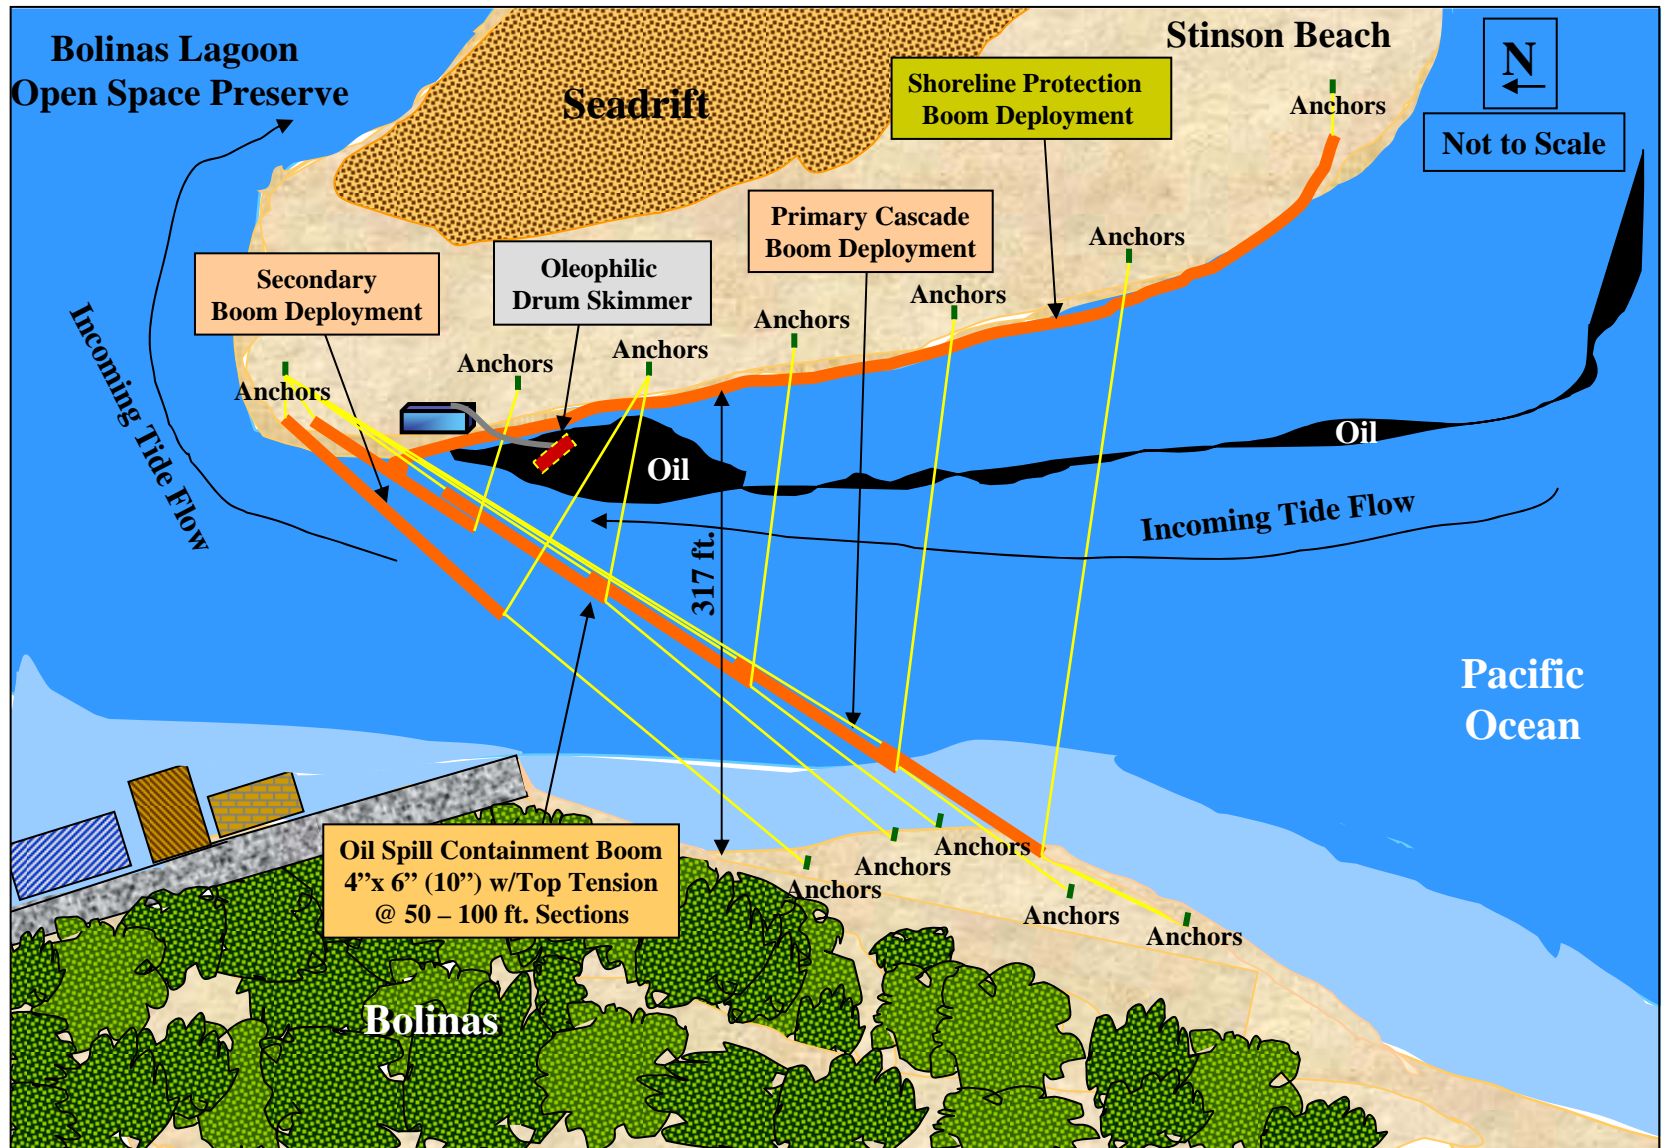 Bolinas Lagoon
Open Space Preserve
Seadrift
Stinson Beach
N
Not to Scale
Shoreline Protection
Boom Deployment
Anchors
Primary Cascade
Boom Deployment
Oleophilic
Drum Skimmer
Secondary
Boom Deployment
Anchors
Anchors
Anchors
Anchors
Anchors
Anchors
Incoming Tide Flow
Oil
Oil
Incoming Tide Flow
317 ft.
Pacific
Ocean
Oil Spill Containment Boom
4”x 6” (10”) w/Top Tension
@ 50 – 100 ft. Sections
Anchors
Anchors
Anchors
Anchors
Anchors
Bolinas